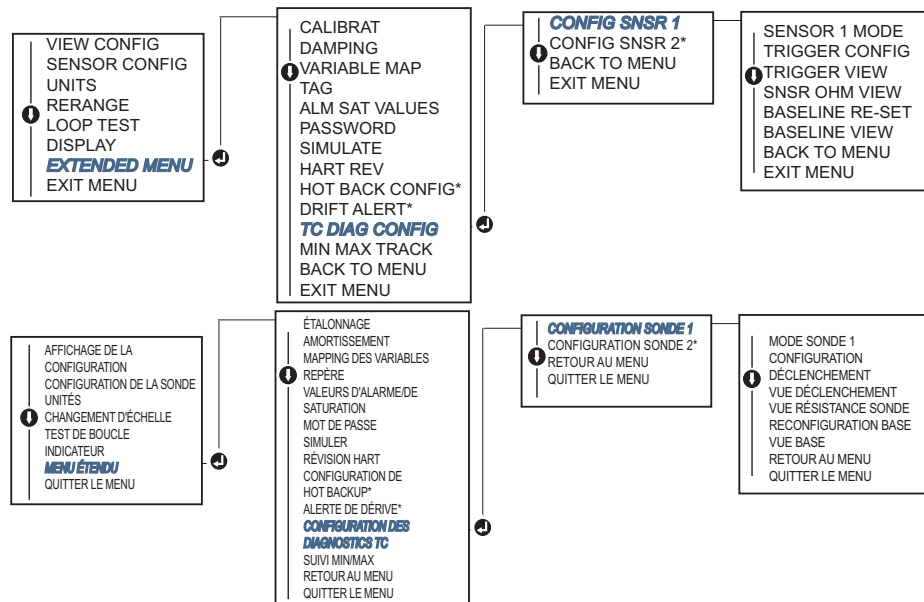 VIEW CONFIG
SENSOR CONFIG
UNITS
RERANGE
LOOP TEST
DISPLAY
EXTENDED MENU
EXIT MENU
CALIBRAT
DAMPING
VARIABLE MAP
TAG
ALM SAT VALUES
PASSWORD
SIMULATE
HART REV
HOT BACK CONFIG*
DRIFT ALERT*
TC DIAG CONFIG
MIN MAX TRACK
BACK TO MENU
EXIT MENU
CONFIG SNSR 1
CONFIG SNSR 2*
BACK TO MENU
EXIT MENU
SENSOR 1 MODE
TRIGGER CONFIG
TRIGGER VIEW
SNSR OHM VIEW
BASELINE RE-SET
BASELINE VIEW
BACK TO MENU
EXIT MENU
AFFICHAGE DE LA
CONFIGURATION
CONFIGURATION DE LA SONDE
UNITÉS
CHANGEMENT D'ÉCHELLE
TEST DE BOUCLE
INDICATEUR
MENU ÉTENDU
QUITTER LE MENU
ÉTALONNAGE
AMORTISSEMENT
MAPPING DES VARIABLES
REPÈRE
VALEURS D'ALARME/DE
SATURATION
MOT DE PASSE
SIMULER
RÉVISION HART
CONFIGURATION DE
HOT BACKUP*
ALERTE DE DÉRIVE*
CONFIGURATION DES
DIAGNOSTICS TC
SUIVI MIN/MAX
RETOUR AU MENU
QUITTER LE MENU
CONFIGURATION SONDE 1
CONFIGURATION SONDE 2*
RETOUR AU MENU
QUITTER LE MENU
MODE SONDE 1
CONFIGURATION
DÉCLENCHEMENT
VUE DÉCLENCHEMENT
VUE RÉSISTANCE SONDE
RECONFIGURATION BASE
VUE BASE
RETOUR AU MENU
QUITTER LE MENU